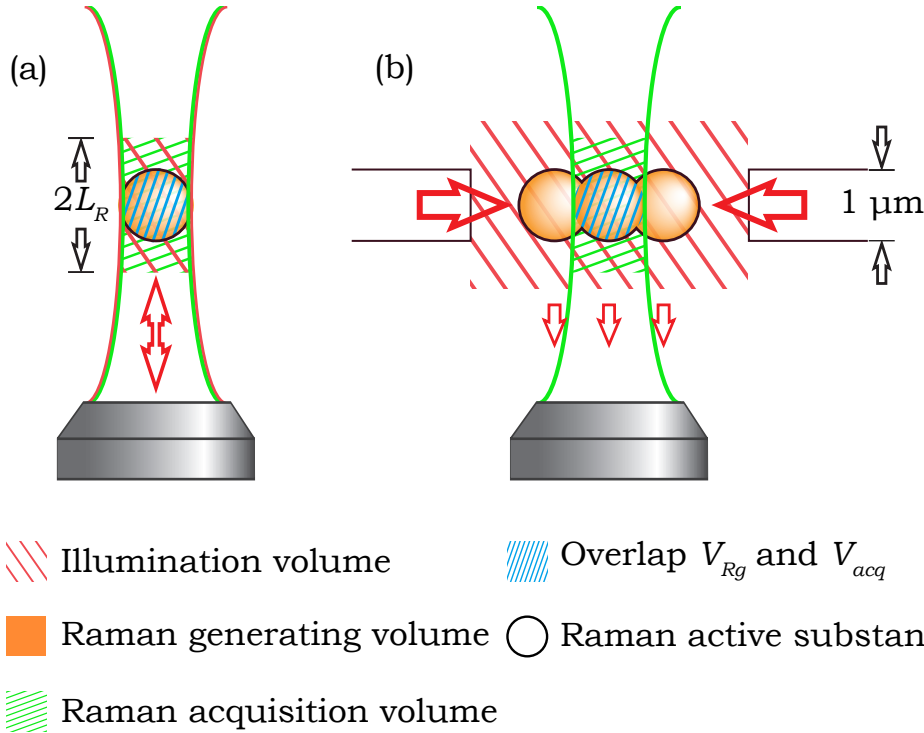 (a)
(b)
2L_R
1 µm
Illumination volume
Overlap V_Rg and V_acq
Raman generating volume
Raman active substan
Raman acquisition volume